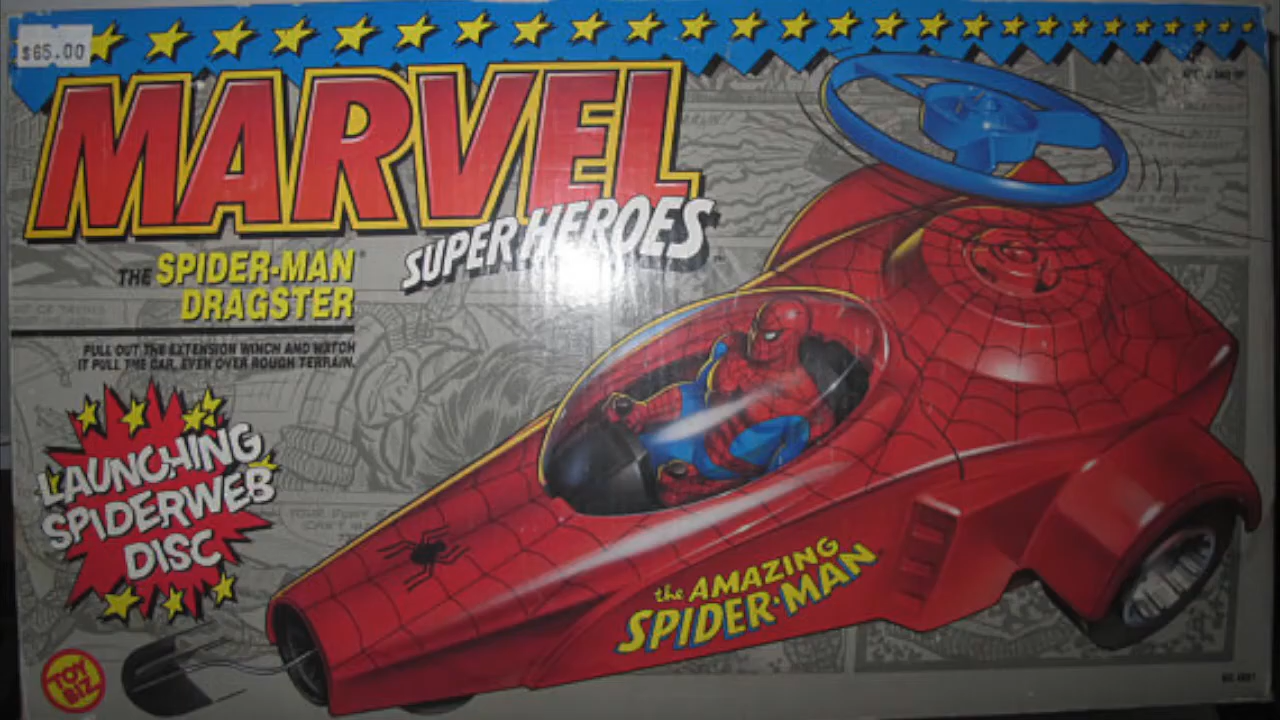 $65.00
MARVEL
SUPER HEROES
THE SPIDER-MAN
DRAGSTER
PULL OUT THE EXTENSION WINCH AND WATCH
IT PULL THE CAR, EVEN OVER ROUGH TERRAIN.
LAUNCHING
SPIDERWEB
DISC
the AMAZING
SPIDER-MAN
TOY
BIZ